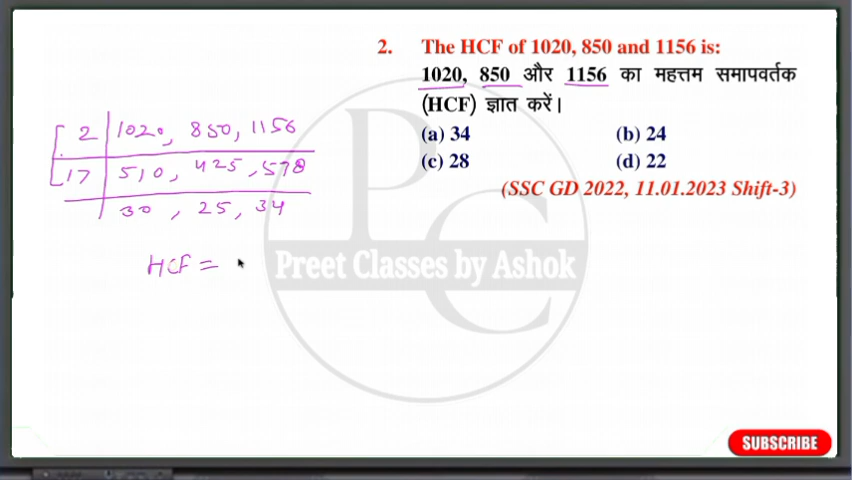 2. The HCF of 1020, 850 and 1156 is:
1020, 850 और 1156 का महत्तम समापवर्तक
(HCF) ज्ञात करें।
(a) 34 (b) 24
(c) 28 (d) 22
(SSC GD 2022, 11.01.2023 Shift-3)
2 1020, 850, 1156
17 510, 425, 578
30, 25, 34
HCF =
Preet Classes by Ashok
SUBSCRIBE